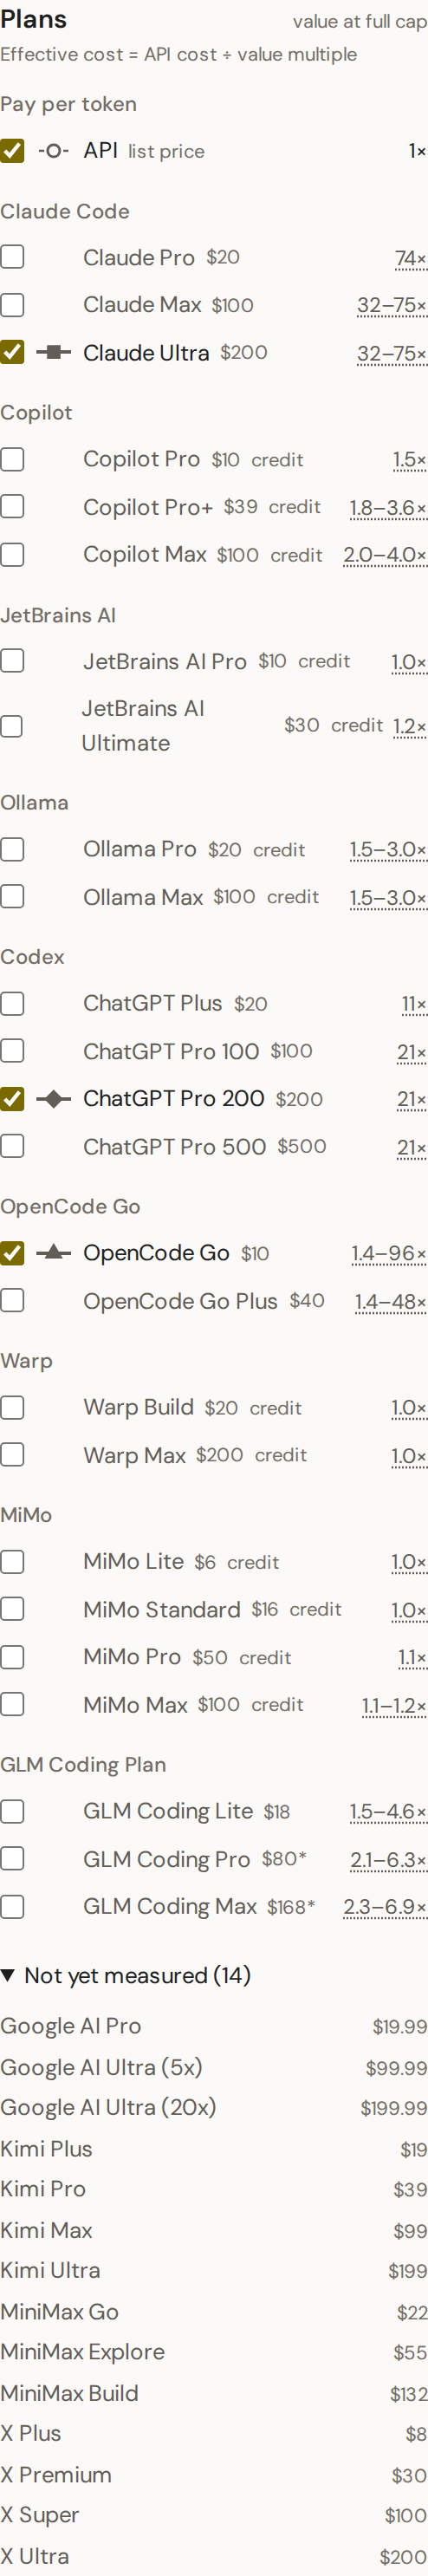 Plans value at full cap
Effective cost = API cost ÷ value multiple
Pay per token
API list price 1×
Claude Code
Claude Pro $20 74×
Claude Max $100 32–75×
Claude Ultra $200 32–75×
Copilot
Copilot Pro $10 credit 1.5×
Copilot Pro+ $39 credit 1.8–3.6×
Copilot Max $100 credit 2.0–4.0×
JetBrains AI
JetBrains AI Pro $10 credit 1.0×
JetBrains AI
Ultimate $30 credit 1.2×
Ollama
Ollama Pro $20 credit 1.5–3.0×
Ollama Max $100 credit 1.5–3.0×
Codex
ChatGPT Plus $20 11×
ChatGPT Pro 100 $100 21×
ChatGPT Pro 200 $200 21×
ChatGPT Pro 500 $500 21×
OpenCode Go
OpenCode Go $10 1.4–96×
OpenCode Go Plus $40 1.4–48×
Warp
Warp Build $20 credit 1.0×
Warp Max $200 credit 1.0×
MiMo
MiMo Lite $6 credit 1.0×
MiMo Standard $16 credit 1.0×
MiMo Pro $50 credit 1.1×
MiMo Max $100 credit 1.1–1.2×
GLM Coding Plan
GLM Coding Lite $18 1.5–4.6×
GLM Coding Pro $80* 2.1–6.3×
GLM Coding Max $168* 2.3–6.9×
▼ Not yet measured (14)
Google AI Pro $19.99
Google AI Ultra (5x) $99.99
Google AI Ultra (20x) $199.99
Kimi Plus $19
Kimi Pro $39
Kimi Max $99
Kimi Ultra $199
MiniMax Go $22
MiniMax Explore $55
MiniMax Build $132
X Plus $8
X Premium $30
X Super $100
X Ultra $200